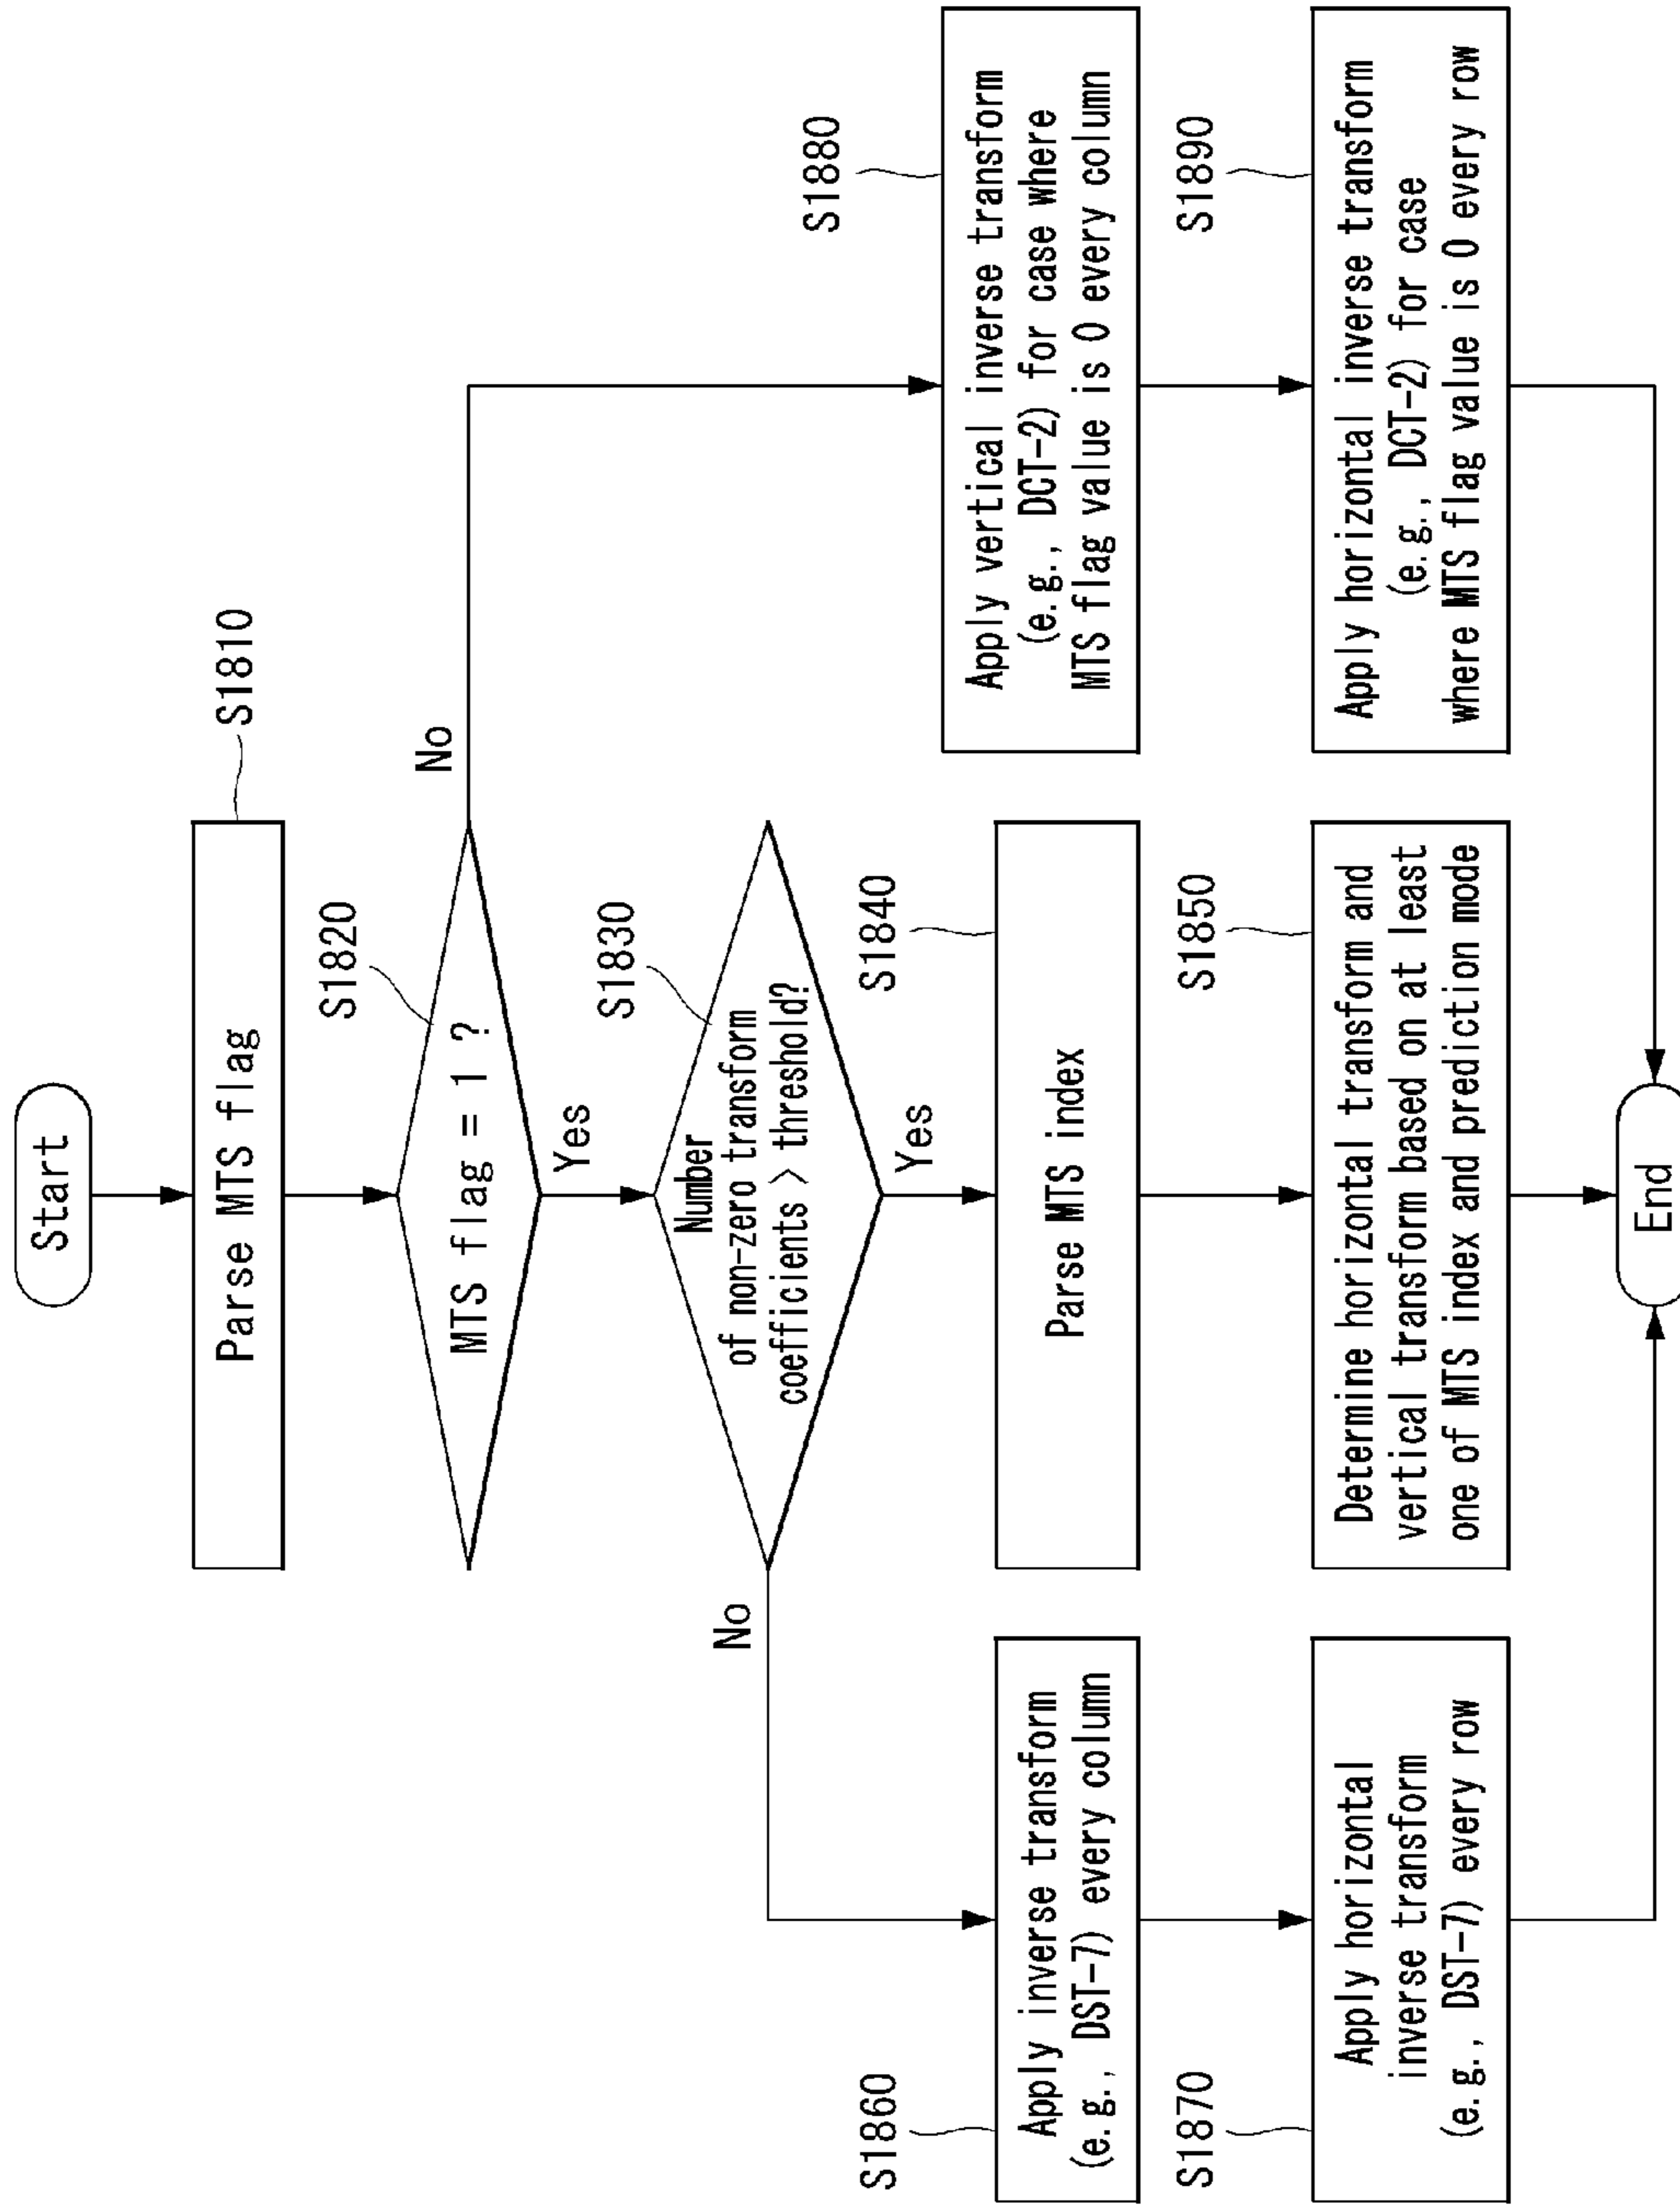 Start
Parse MTS flag
S1810
MTS flag = 1 ?
S1820
No
Yes
Number
of non-zero transform
coefficients > threshold?
S1830
No
Yes
Parse MTS index
S1840
Determine horizontal transform and
vertical transform based on at least
one of MTS index and prediction mode
S1850
S1860
Apply inverse transform
(e.g., DST-7) every column
S1870
Apply horizontal
inverse transform
(e.g., DST-7) every row
S1880
Apply vertical inverse transform
(e.g., DCT-2) for case where
MTS flag value is 0 every column
S1890
Apply horizontal inverse transform
(e.g., DCT-2) for case
where MTS flag value is 0 every row
End